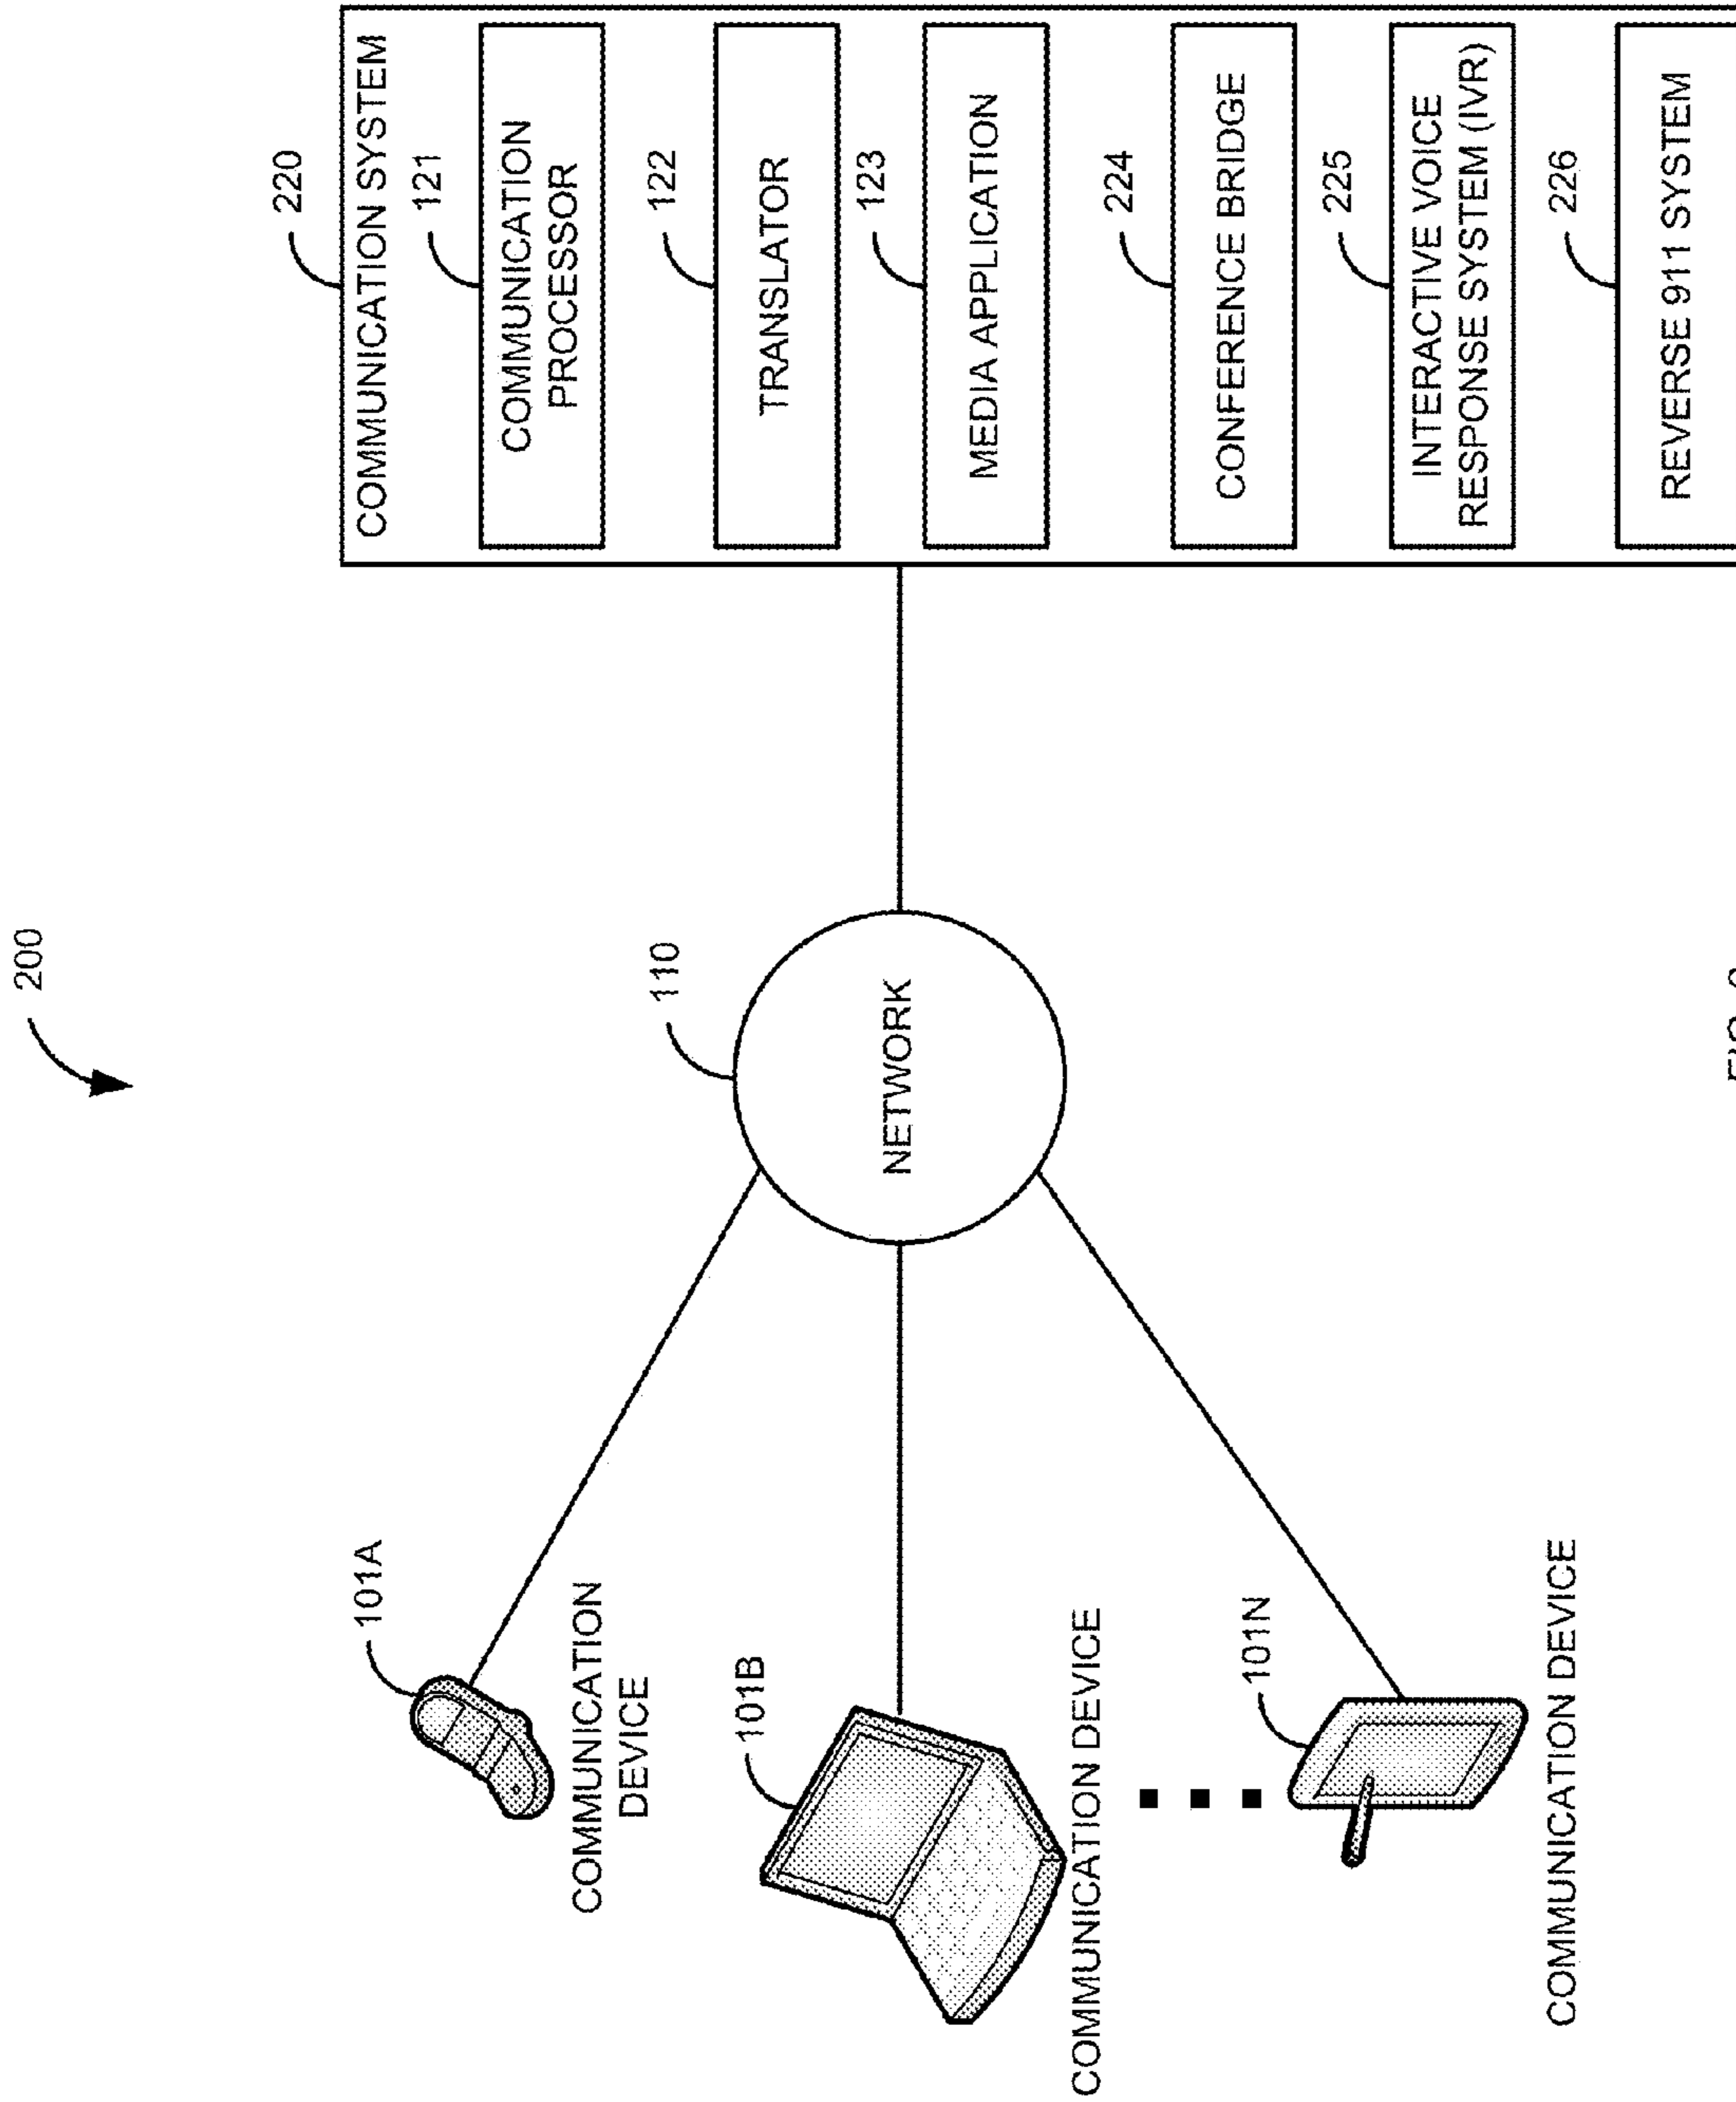 200
220
COMMUNICATION SYSTEM
121
COMMUNICATION
PROCESSOR
122
TRANSLATOR
123
MEDIA APPLICATION
224
CONFERENCE BRIDGE
225
INTERACTIVE VOICE
RESPONSE SYSTEM (IVR)
226
REVERSE 911 SYSTEM
110
NETWORK
101A
COMMUNICATION
DEVICE
101B
COMMUNICATION DEVICE
101N
COMMUNICATION DEVICE